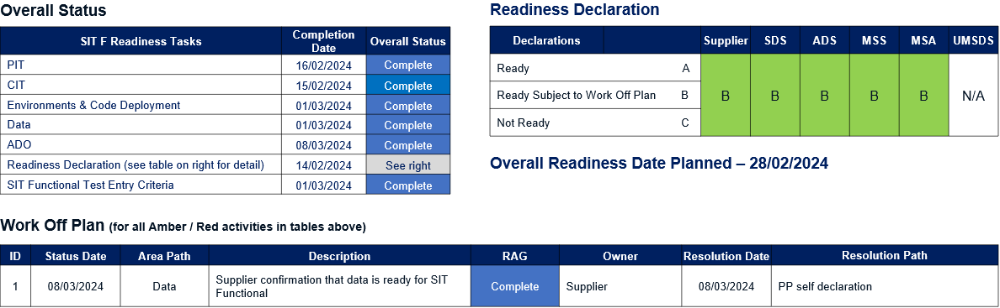 Overall Status
SIT F Readiness Tasks Completion Date Overall Status
PIT 16/02/2024 Complete
CIT 15/02/2024 Complete
Environments & Code Deployment 01/03/2024 Complete
Data 01/03/2024 Complete
ADO 08/03/2024 Complete
Readiness Declaration (see table on right for detail) 14/02/2024 See right
SIT Functional Test Entry Criteria 01/03/2024 Complete
Readiness Declaration
Declarations Supplier SDS ADS MSS MSA UMSDS
Ready A
Ready Subject to Work Off Plan B B B B B B N/A
Not Ready C
Overall Readiness Date Planned – 28/02/2024
Work Off Plan (for all Amber / Red activities in tables above)
ID Status Date Area Path Description RAG Owner Resolution Date Resolution Path
1 08/03/2024 Data Supplier confirmation that data is ready for SIT Functional Complete Supplier 08/03/2024 PP self declaration